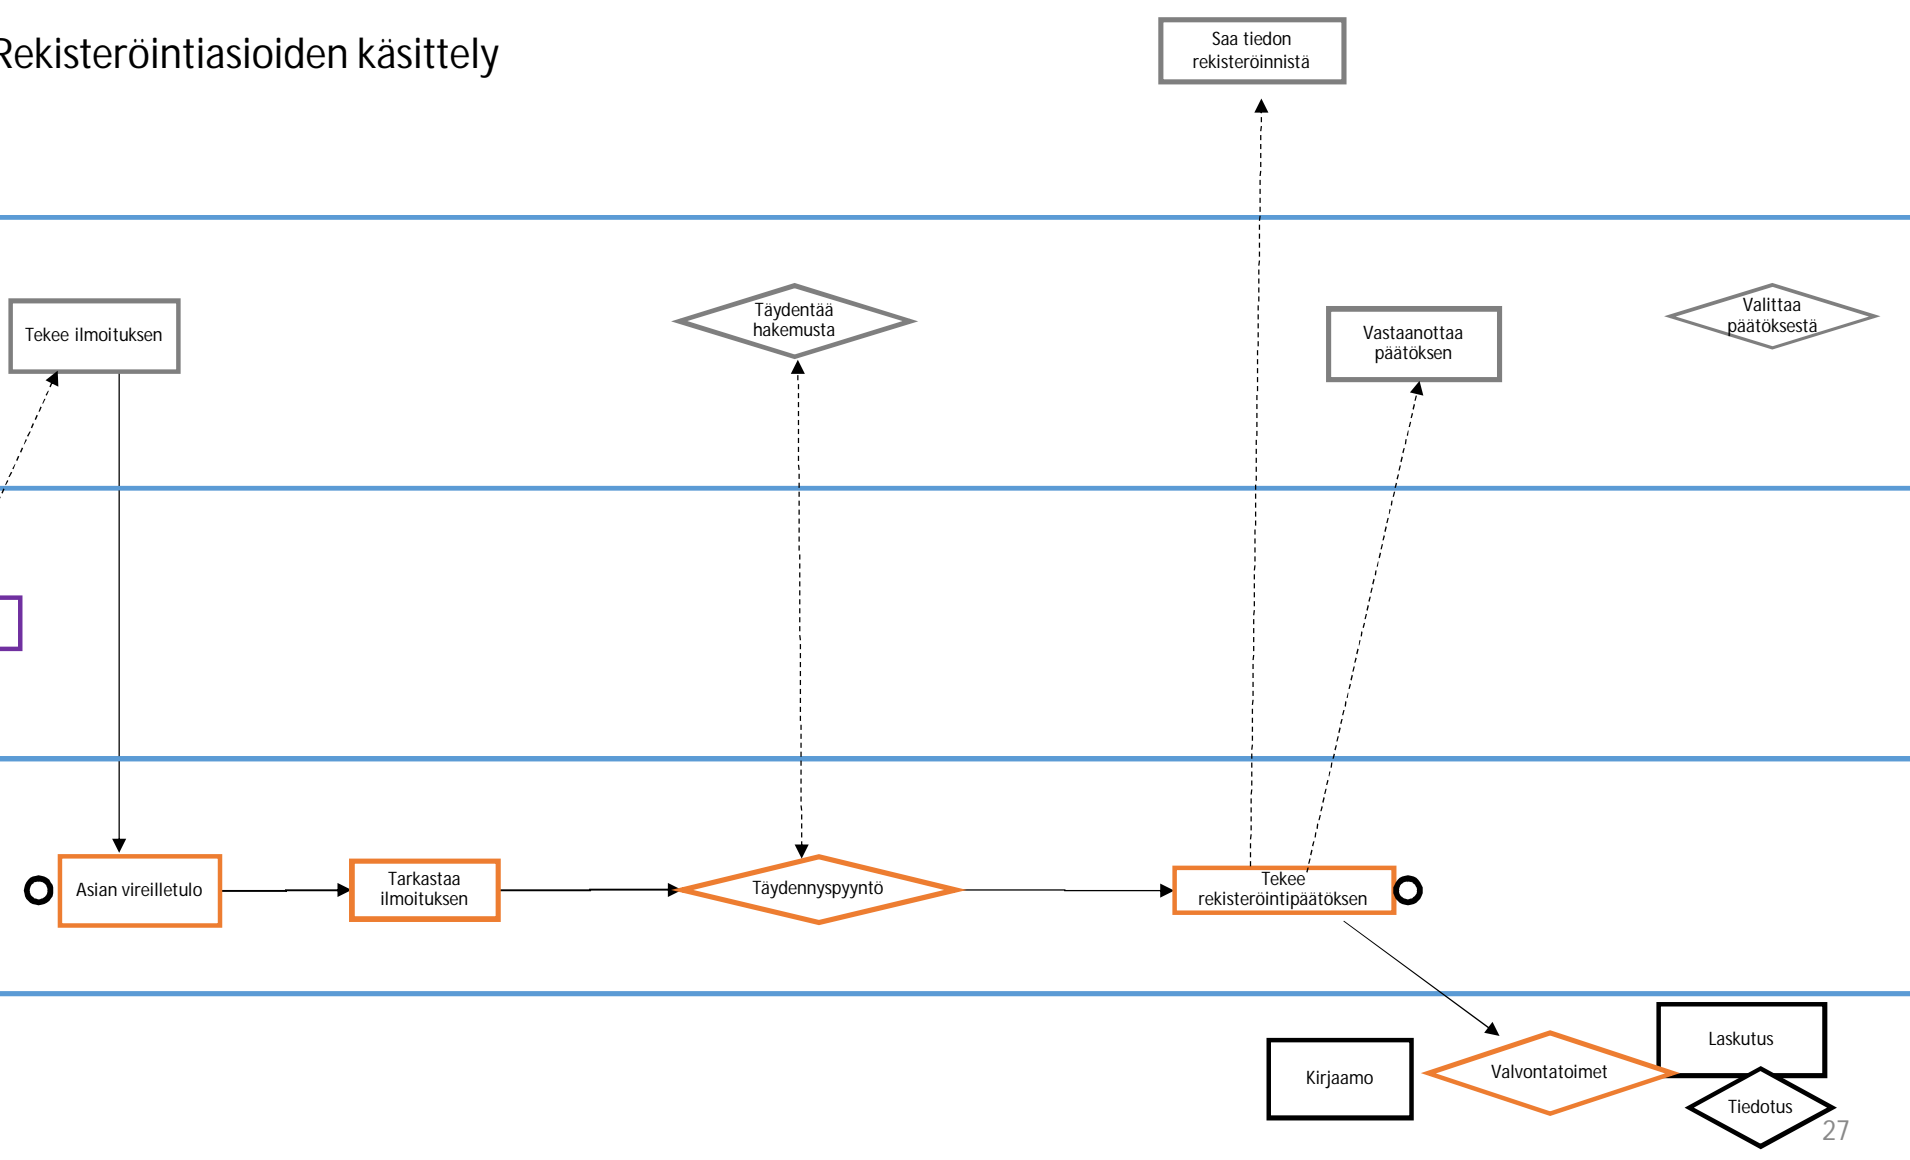 Rekisteröintiasioiden käsittely
Saa tiedon
rekisteröinnistä
Tekee ilmoituksen
Täydentää
hakemusta
Vastaanottaa
päätöksen
Valittaa
päätöksestä
Asian vireilletulo
Tarkastaa
ilmoituksen
Täydennyspyyntö
Tekee
rekisteröintipäätöksen
Kirjaamo
Valvontatoimet
Laskutus
Tiedotus
27